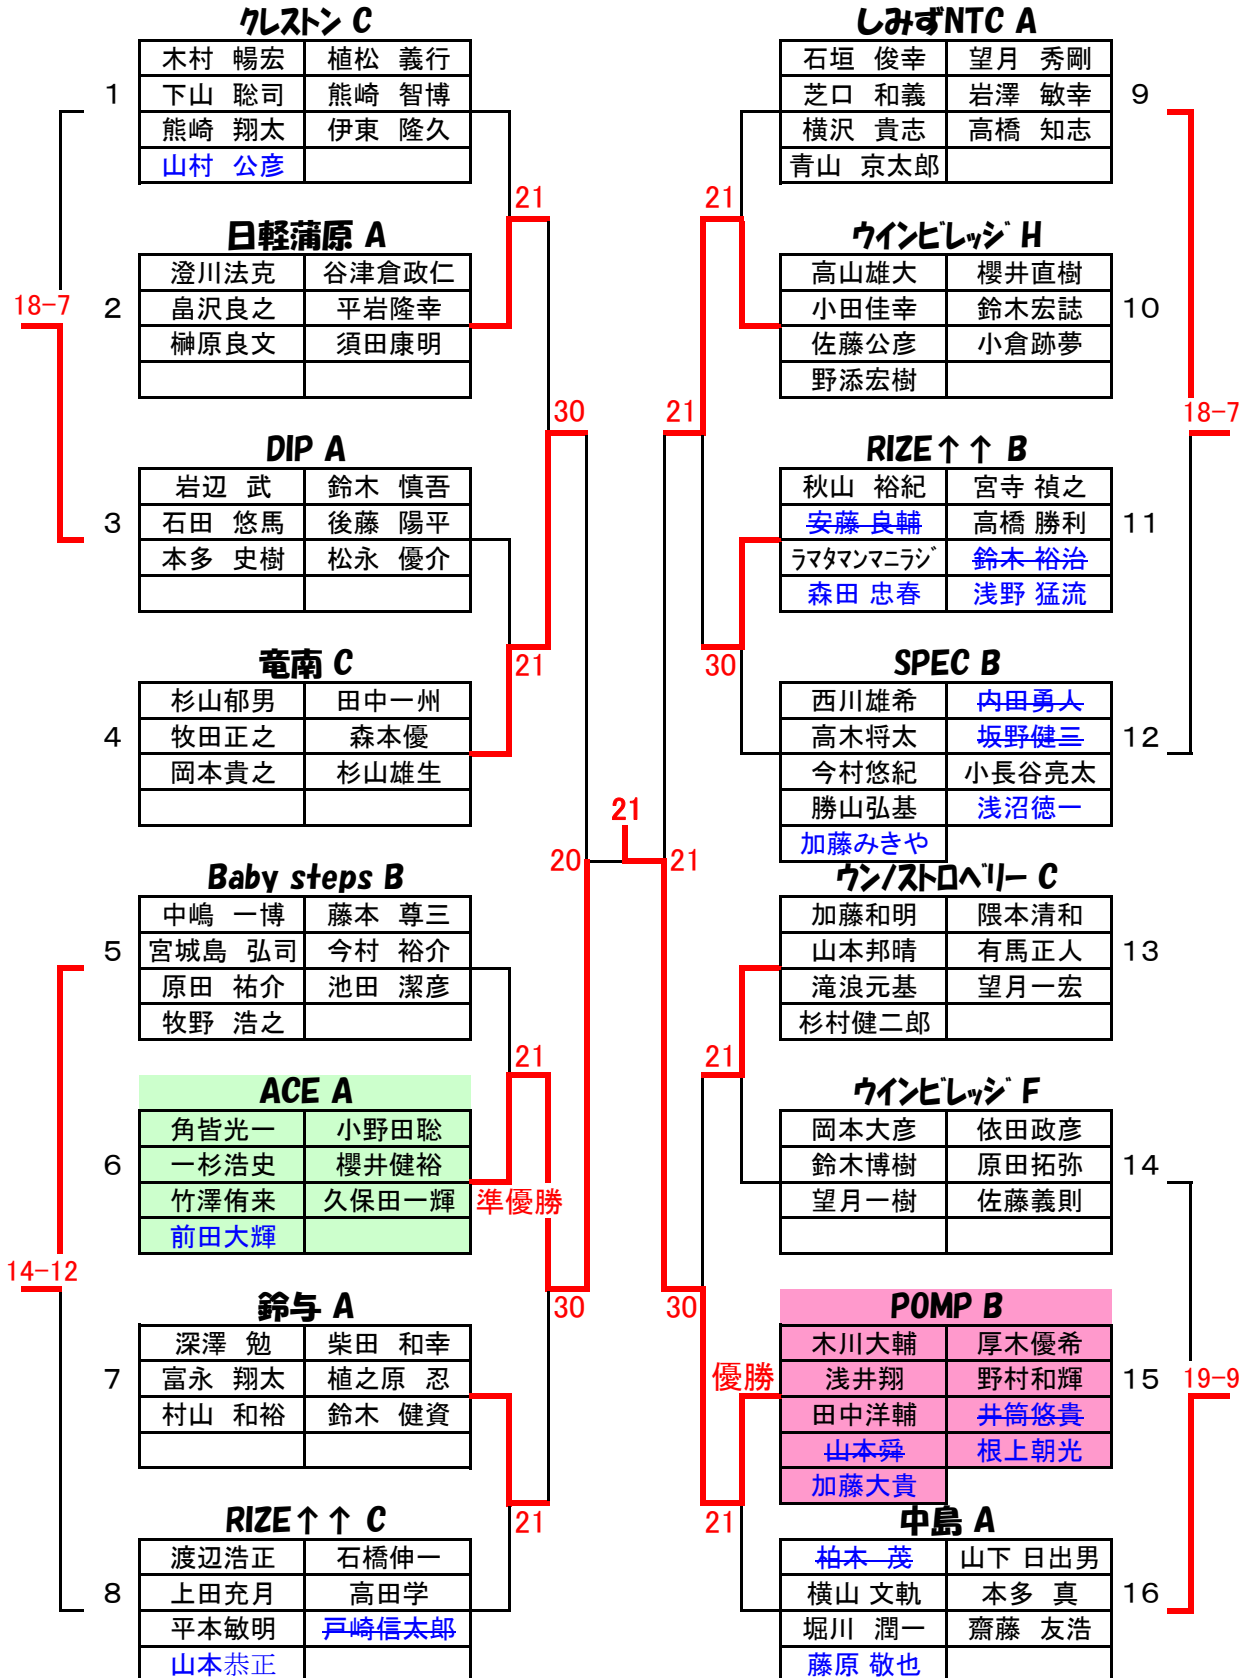 クレストン C
木村 暢宏 植松 義行
1 下山 聡司 熊崎 智博
熊崎 翔太 伊東 隆久
山村 公彦
21
日軽蒲原 A
澄川法克 谷津倉政仁
18-7 2 畠沢良之 平岩隆幸
榊原良文 須田康明
30
DIP A
岩辺 武 鈴木 慎吾
3 石田 悠馬 後藤 陽平
本多 史樹 松永 優介
竜南 C 21
杉山郁男 田中一州
4 牧田正之 森本優
岡本貴之 杉山雄生
20
Baby steps B
中嶋 一博 藤本 尊三
5 宮城島 弘司 今村 裕介
原田 祐介 池田 潔彦
牧野 浩之
21
ACE A
角皆光一 小野田聡
6 一杉浩史 櫻井健裕
竹澤侑来 久保田一輝 準優勝
前田大輝
14-12
鈴与 A 30
深澤 勉 柴田 和幸
7 富永 翔太 植之原 忍
村山 和裕 鈴木 健資
RIZE↑↑ C 21
渡辺浩正 石橋伸一
8 上田充月 高田学
平本敏明 戸崎信太郎
山本恭正
21
しみずNTC A
石垣 俊幸 望月 秀剛
芝口 和義 岩澤 敏幸 9
横沢 貴志 高橋 知志
青山 京太郎
21
ウインビレッジ H
高山雄大 櫻井直樹
小田佳幸 鈴木宏誌 10
佐藤公彦 小倉跡夢
野添宏樹
21 18-7
RIZE↑↑ B
秋山 裕紀 宮寺 禎之
安藤 良輔 高橋 勝利 11
ラマタマンマニラジ 鈴木 裕治
森田 忠春 浅野 猛流
30 SPEC B
西川雄希 内田勇人
高木将太 坂野健三 12
今村悠紀 小長谷亮太
勝山弘基 浅沼徳一
加藤みきや
21
ウン/ストロベリー C
加藤和明 隈本清和
山本邦晴 有馬正人 13
滝浪元基 望月一宏
杉村健二郎
21
ウインビレッジ F
岡本大彦 依田政彦
鈴木博樹 原田拓弥 14
望月一樹 佐藤義則
30 POMP B
木川大輔 厚木優希
優勝 浅井翔 野村和輝 15 19-9
田中洋輔 井筒悠貴
山本舜 根上朝光
加藤大貴
21 中島 A
柏木 茂 山下 日出男
横山 文軌 本多 真 16
堀川 潤一 齋藤 友浩
藤原 敬也